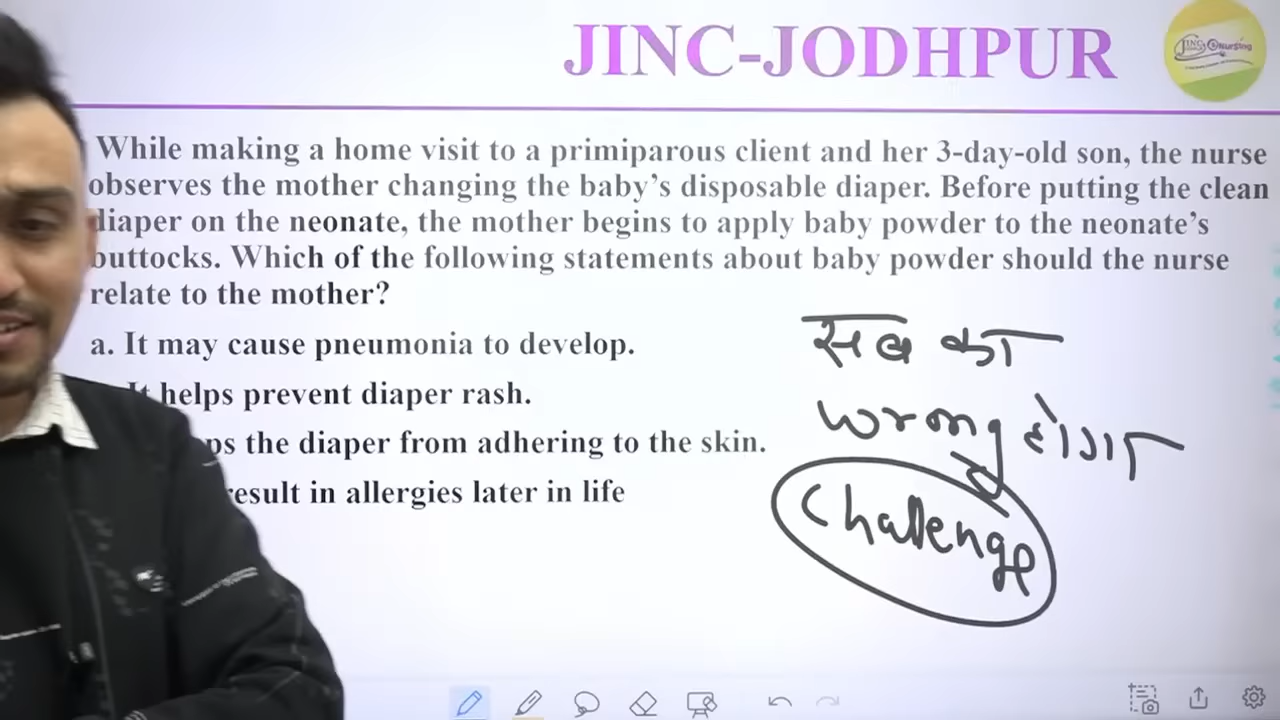 JINC-JODHPUR
JINC
Nursing
While making a home visit to a primiparous client and her 3-day-old son, the nurse
observes the mother changing the baby's disposable diaper. Before putting the clean
diaper on the neonate, the mother begins to apply baby powder to the neonate's
buttocks. Which of the following statements about baby powder should the nurse
relate to the mother?
a. It may cause pneumonia to develop.
It helps prevent diaper rash.
the diaper from adhering to the skin.
result in allergies later in life
सब का
wrong होगा
Challenge